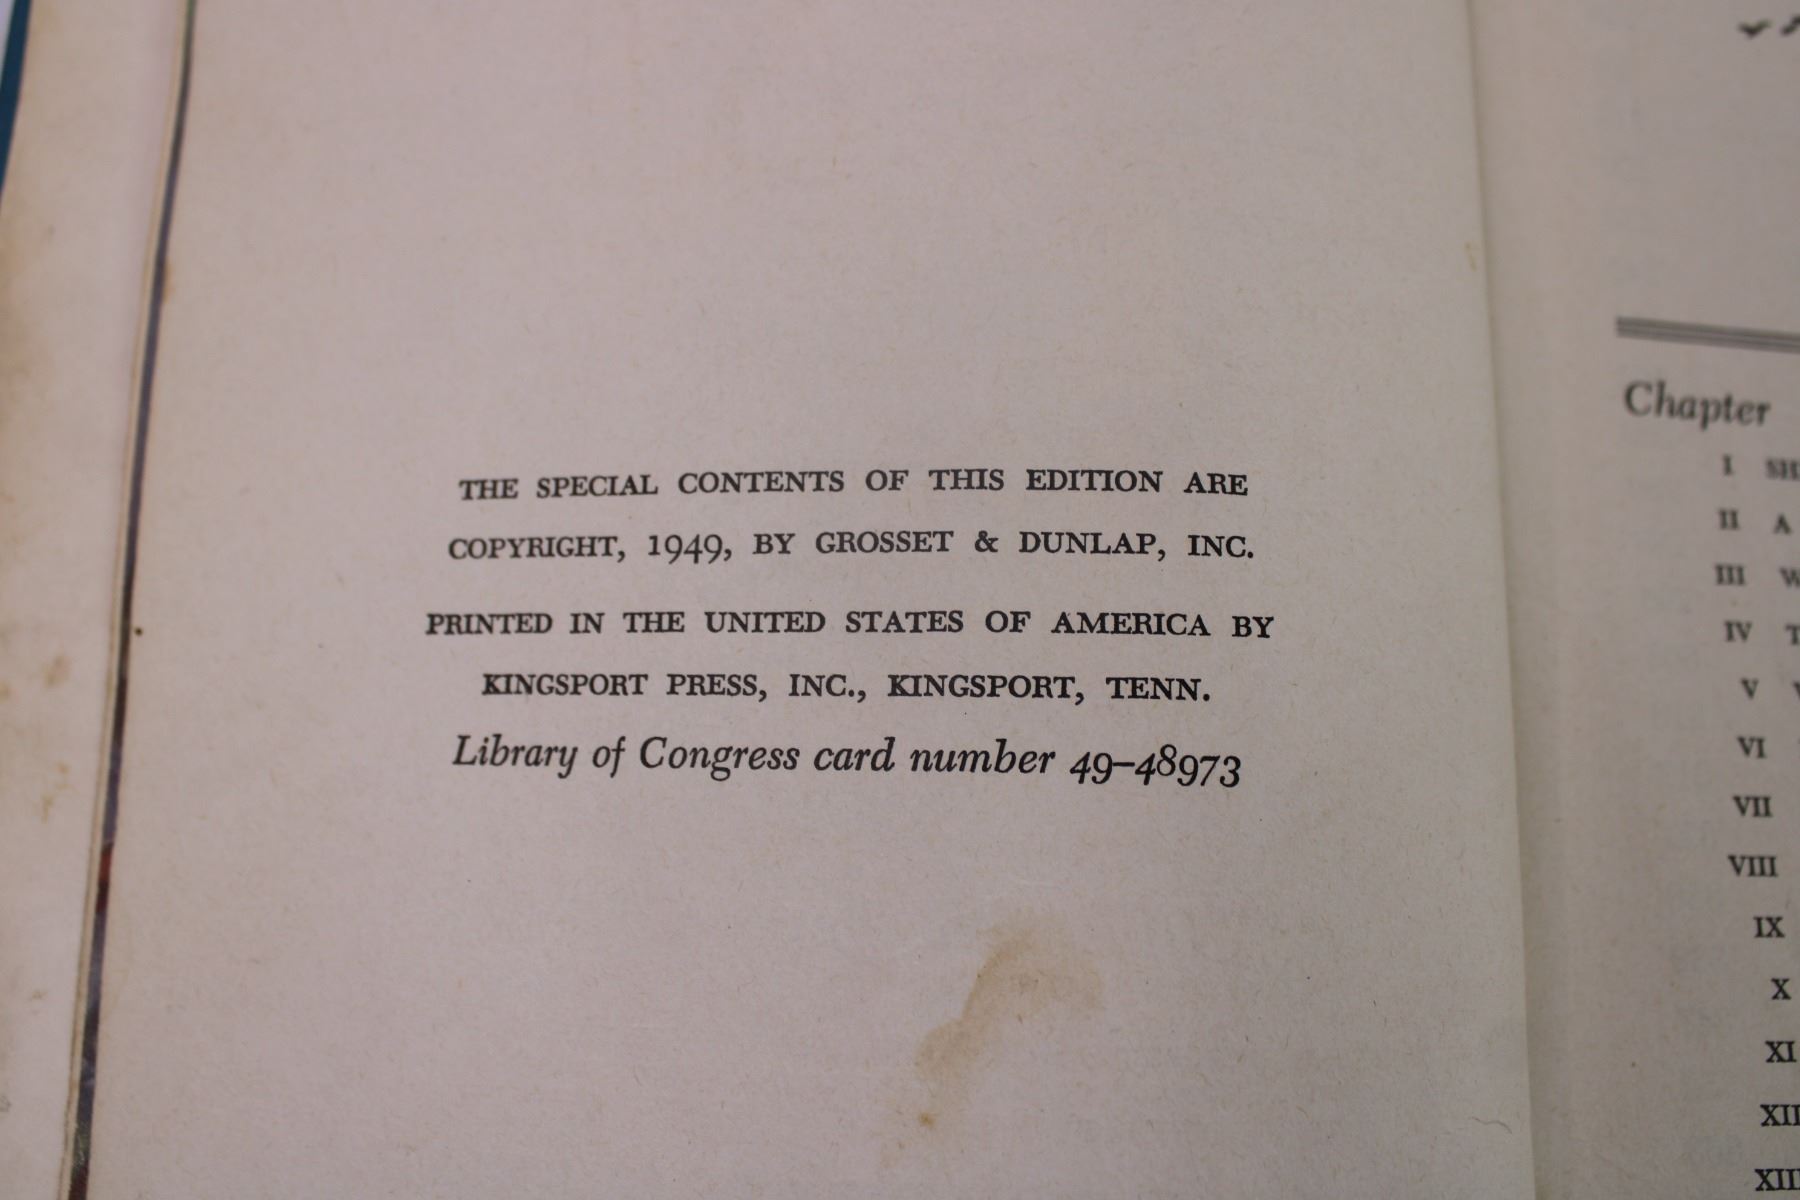 THE SPECIAL CONTENTS OF THIS EDITION ARE
COPYRIGHT, 1949, BY GROSSET & DUNLAP, INC.
PRINTED IN THE UNITED STATES OF AMERICA BY
KINGSPORT PRESS, INC., KINGSPORT, TENN.
Library of Congress card number 49–48973
Chapter
I
II A
III
IV
V
VI
VII
VIII
IX
X
XI
XII
XIII